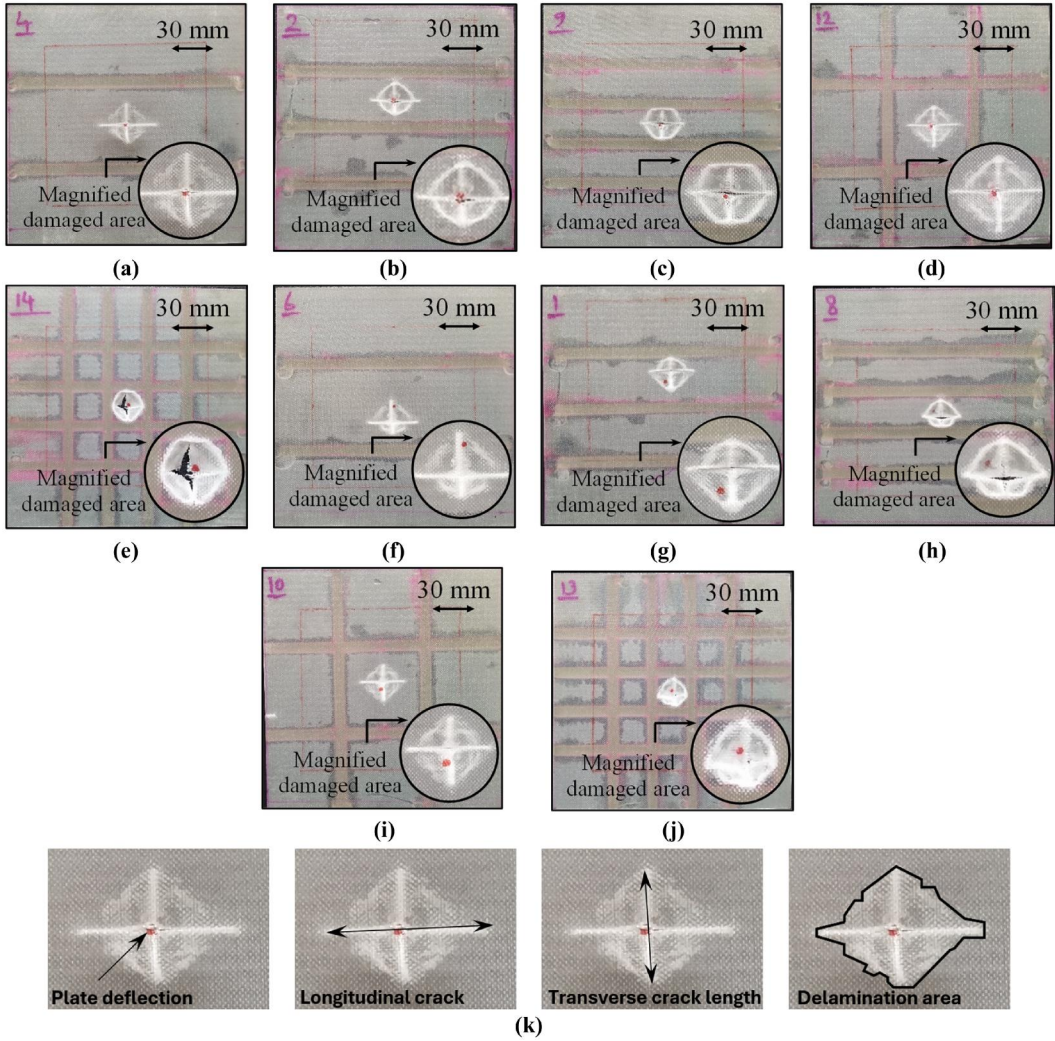 4
30 mm
Magnified
damaged area
(a)
2
30 mm
Magnified
damaged area
(b)
9
30 mm
Magnified
damaged area
(c)
12
30 mm
Magnified
damaged area
(d)
14
30 mm
Magnified
damaged area
(e)
6
30 mm
Magnified
damaged area
(f)
1
30 mm
Magnified
damaged area
(g)
8
30 mm
Magnified
damaged area
(h)
10
30 mm
Magnified
damaged area
(i)
13
30 mm
Magnified
damaged area
(j)
Plate deflection
Longitudinal crack
Transverse crack length
Delamination area
(k)